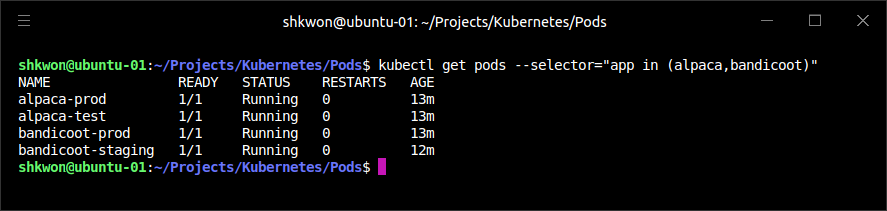 shkwon@ubuntu-01: ~/Projects/Kubernetes/Pods
shkwon@ubuntu-01:~/Projects/Kubernetes/Pods$ kubectl get pods --selector="app in (alpaca,bandicoot)"
NAME                READY   STATUS    RESTARTS   AGE
alpaca-prod         1/1     Running   0          13m
alpaca-test         1/1     Running   0          13m
bandicoot-prod      1/1     Running   0          13m
bandicoot-staging   1/1     Running   0          12m
shkwon@ubuntu-01:~/Projects/Kubernetes/Pods$